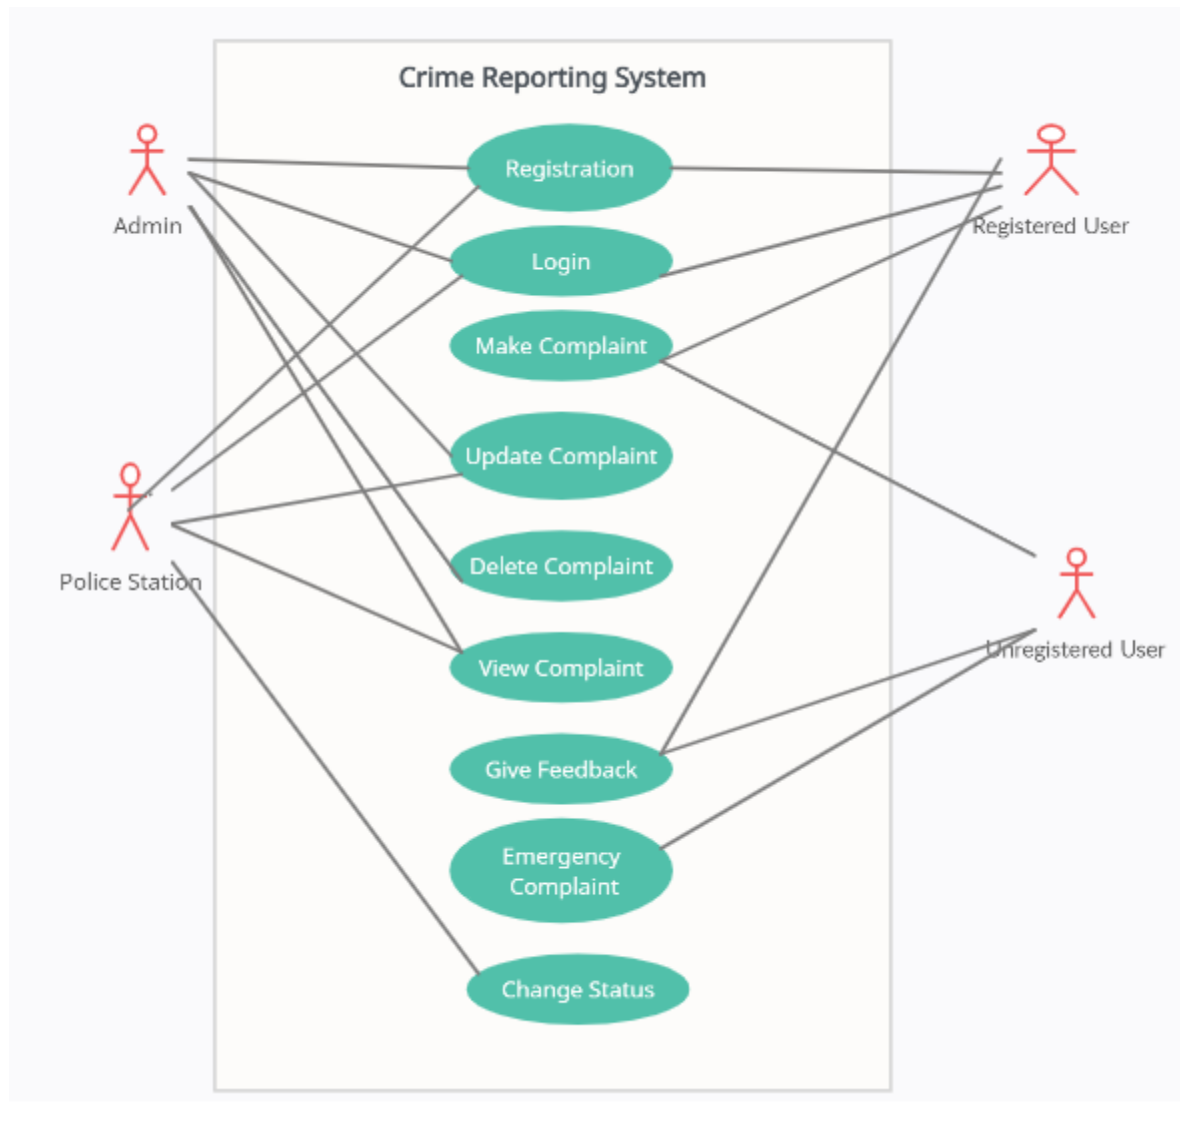 Crime Reporting System
Registration
Admin
Registered User
Login
Make Complaint
Update Complaint
Delete Complaint
Police Station
Unregistered User
View Complaint
Give Feedback
Emergency
Complaint
Change Status